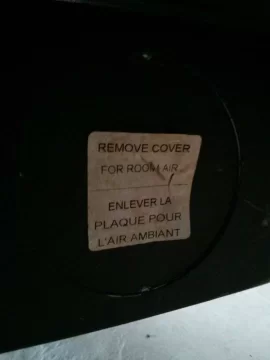 REMOVE COVER
FOR ROOM AIR
ENLEVER LA
PLAQUE POUR
L'AIR AMBIANT